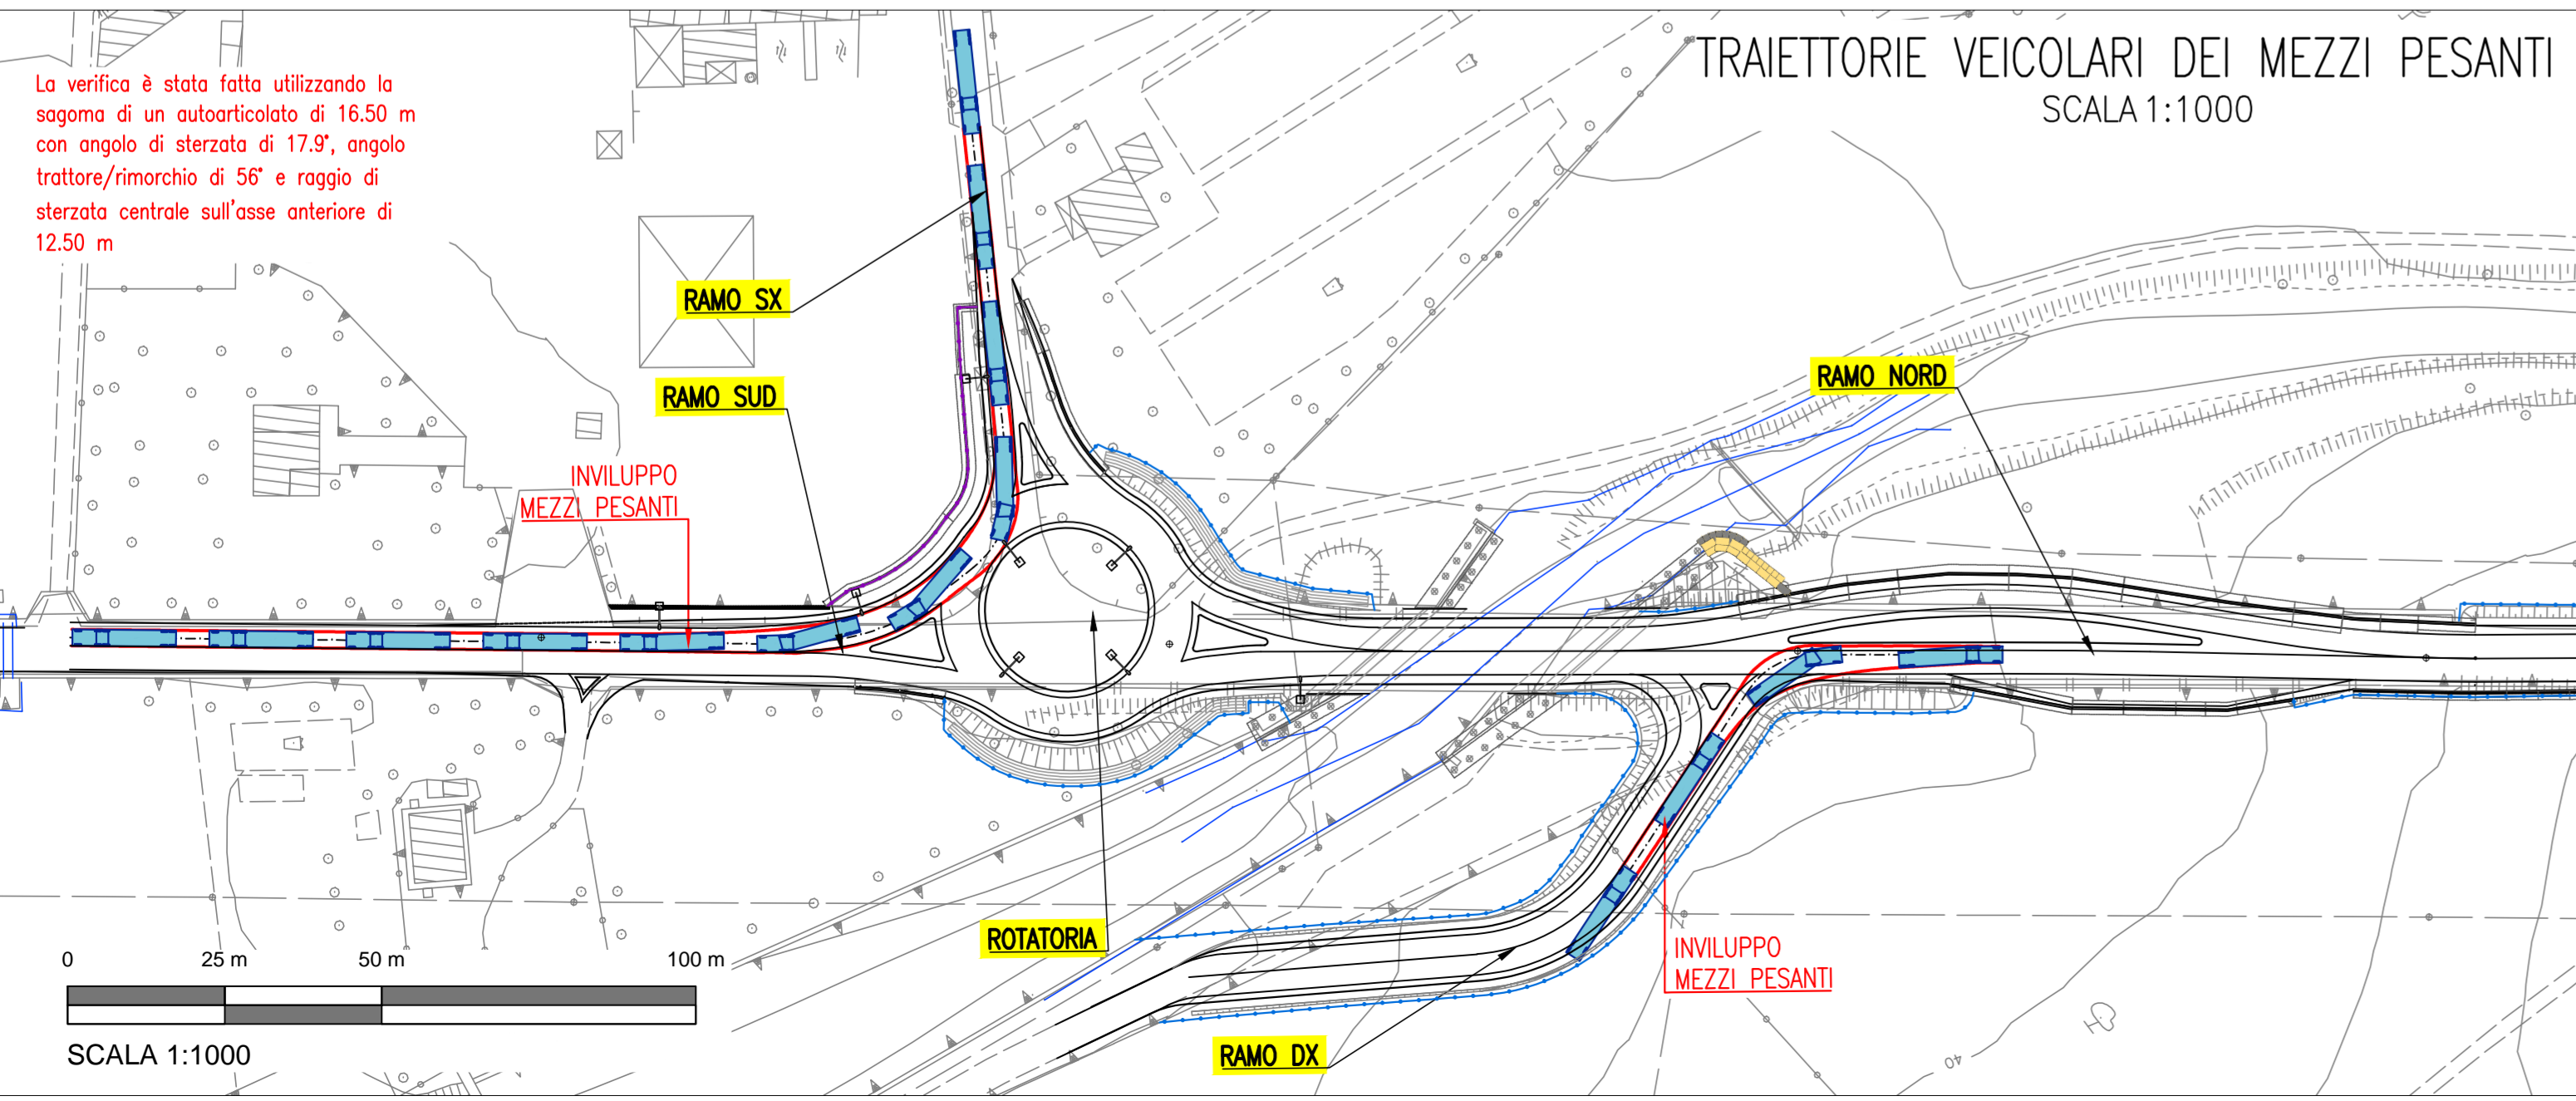 TRAIETTORIE VEICOLARI DEI MEZZI PESANTI
SCALA 1:1000
La verifica è stata fatta utilizzando la
sagoma di un autoarticolato di 16.50 m
con angolo di sterzata di 17.9°, angolo
trattore/rimorchio di 56° e raggio di
sterzata centrale sull'asse anteriore di
12.50 m
RAMO SX
RAMO SUD
RAMO NORD
INVILUPPO
MEZZI PESANTI
ROTATORIA
INVILUPPO
MEZZI PESANTI
RAMO DX
0 25 m 50 m 100 m
SCALA 1:1000
40